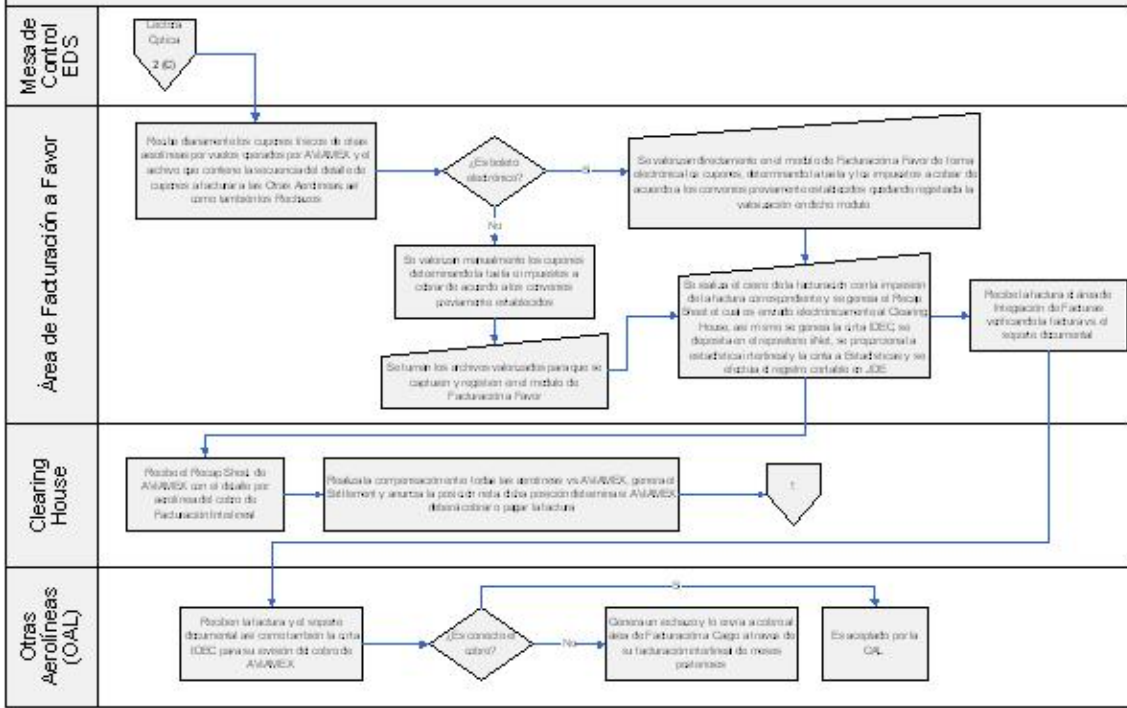 Mesa de
Control
EDS
Lectora
Optica
2 (C)
Área de Facturación a Favor
Recibe diariamente los cupones físicos de otras
aerolíneas por vuelos operados por AVIAMEX y el
archivo que contiene la secuencia del detalle de
cupones a facturar a las Otras Aerolíneas así
como también los Rechazos
¿Es boleto
electrónico?
Si
Se valorizan directamente en el modulo de Facturación a Favor de forma
electrónica los cupones, determinando la tarifa y los impuestos a cobrar de
acuerdo a los convenios previamente establecidos quedando registrada la
valorización en dicho modulo
No
Se valorizan manualmente los cupones
determinando la tarifa o impuestos a
cobrar de acuerdo a los convenios
previamente establecidos
Se turnan los archivos valorizados para que se
capturen y registren en el modulo de
Facturación a Favor
Se realiza el cierre de la facturación con la impresión
de la factura correspondiente y se genera el Recap
Sheet el cual es enviado electrónicamente al Clearing
House, así mismo se genera la cinta IDEC, se
deposita en el repositorio iNet, se proporciona la
estadística interlineal y la cinta a Estadísticas y se
efectúa el registro contable en JDE
Recibe la factura el área de
Integración de Facturas
verificando la factura vs. el
soporte documental
Clearing
House
Recibe el Recap Sheet de
AVIAMEX con el detalle por
aerolínea del cobro de
Facturación Interlineal
Realiza la compensación entre todas las aerolíneas vs AVIAMEX, genera el
Settlement y anuncia la posición neta dicha posición determina si AVIAMEX
deberá cobrar o pagar la factura
1
Otras
Aerolíneas
(OAL)
Reciben la factura y el soporte
documental así como también la cinta
IDEC para su revisión del cobro de
AVIAMEX
¿Es correcto el
cobro?
Si
No
Genera un rechazo y lo envía a cobro al
área de Facturación a Cargo a través de
su facturación interlineal de meses
posteriores
Es aceptado por la
OAL